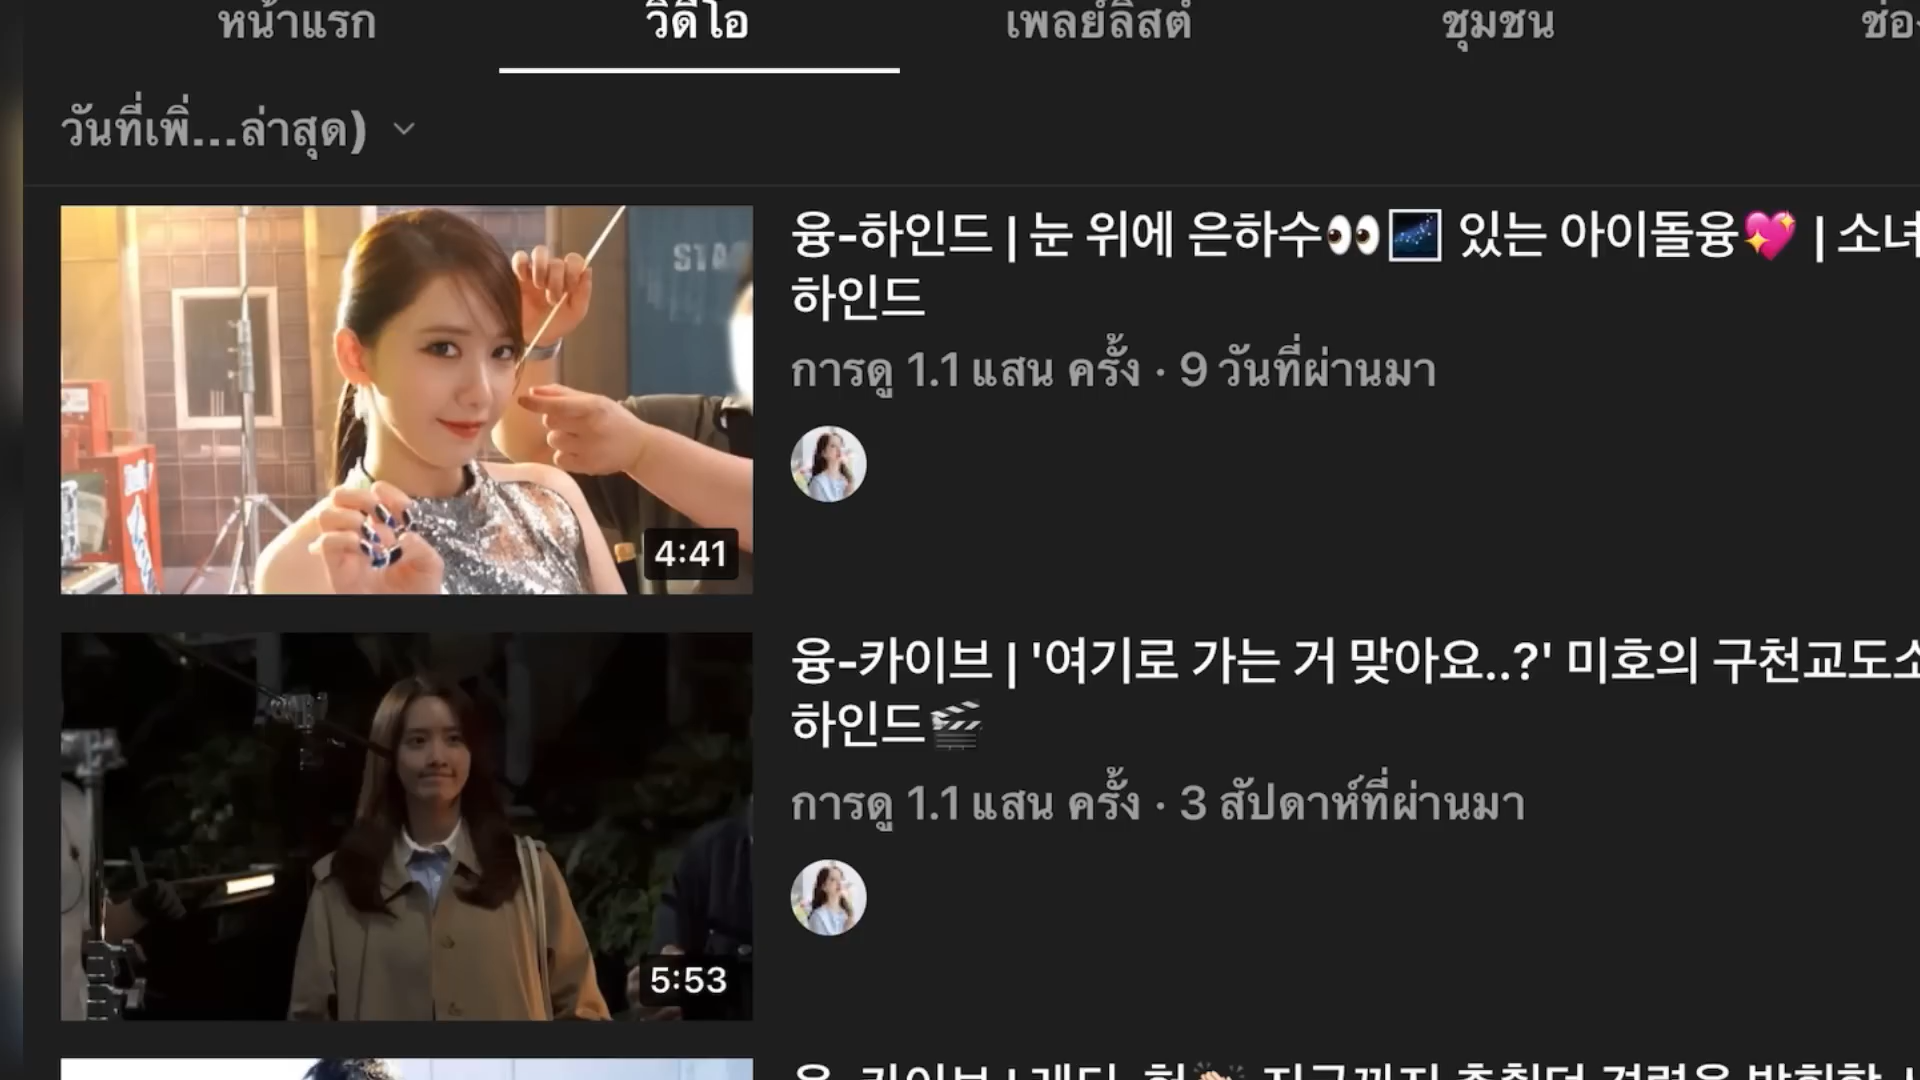 หน้าแรก วิดีโอ เพลย์ลิสต์ ชุมชน ช่อง
วันที่เพิ่...ล่าสุด)
융-하인드 | 눈 위에 은하수👀🌌 있는 아이돌융💖 | 소녀
하인드
การดู 1.1 แสน ครั้ง · 9 วันที่ผ่านมา
4:41
융-카이브 | '여기로 가는 거 맞아요..?' 미호의 구천교도소
하인드🎬
การดู 1.1 แสน ครั้ง · 3 สัปดาห์ที่ผ่านมา
5:53